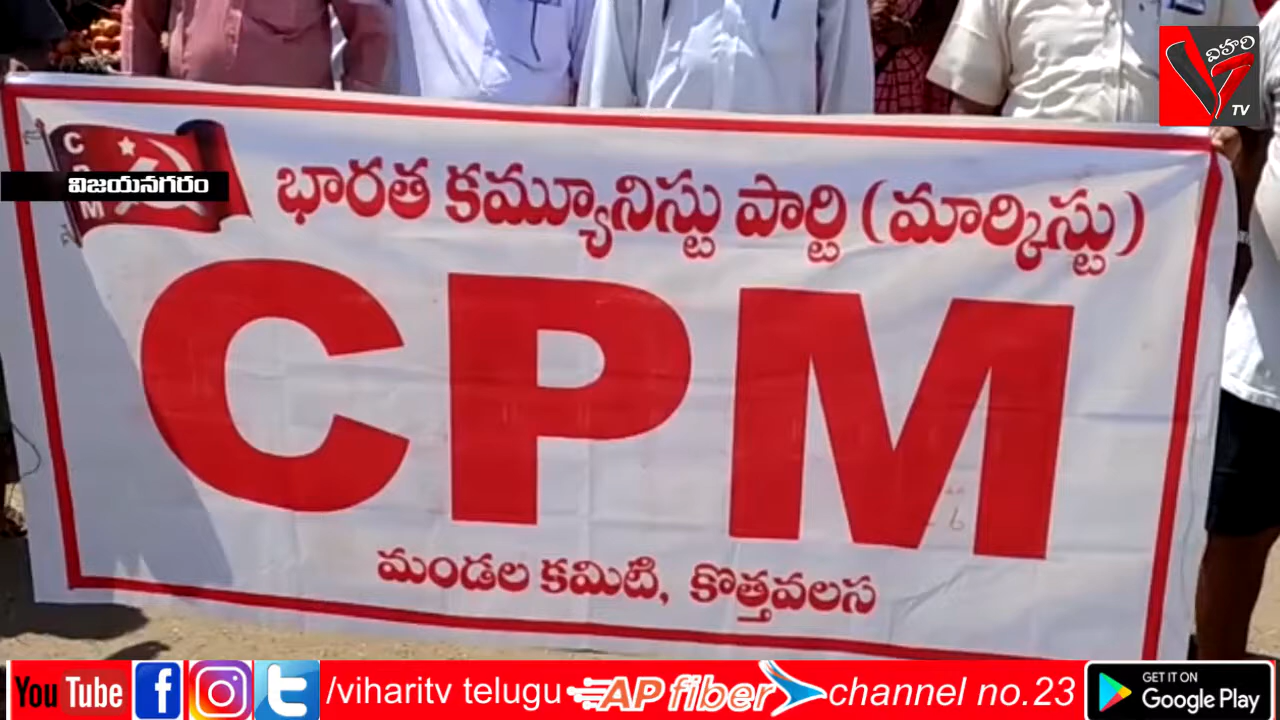 విహారి
TV
CPM
విజయనగరం
భారత కమ్యూనిస్టు పార్టి (మార్కిస్టు)
CPM
మండల కమిటి, కొత్తవలస
You Tube /viharitv telugu AP fiber channel no.23 GET IT ON
Google Play